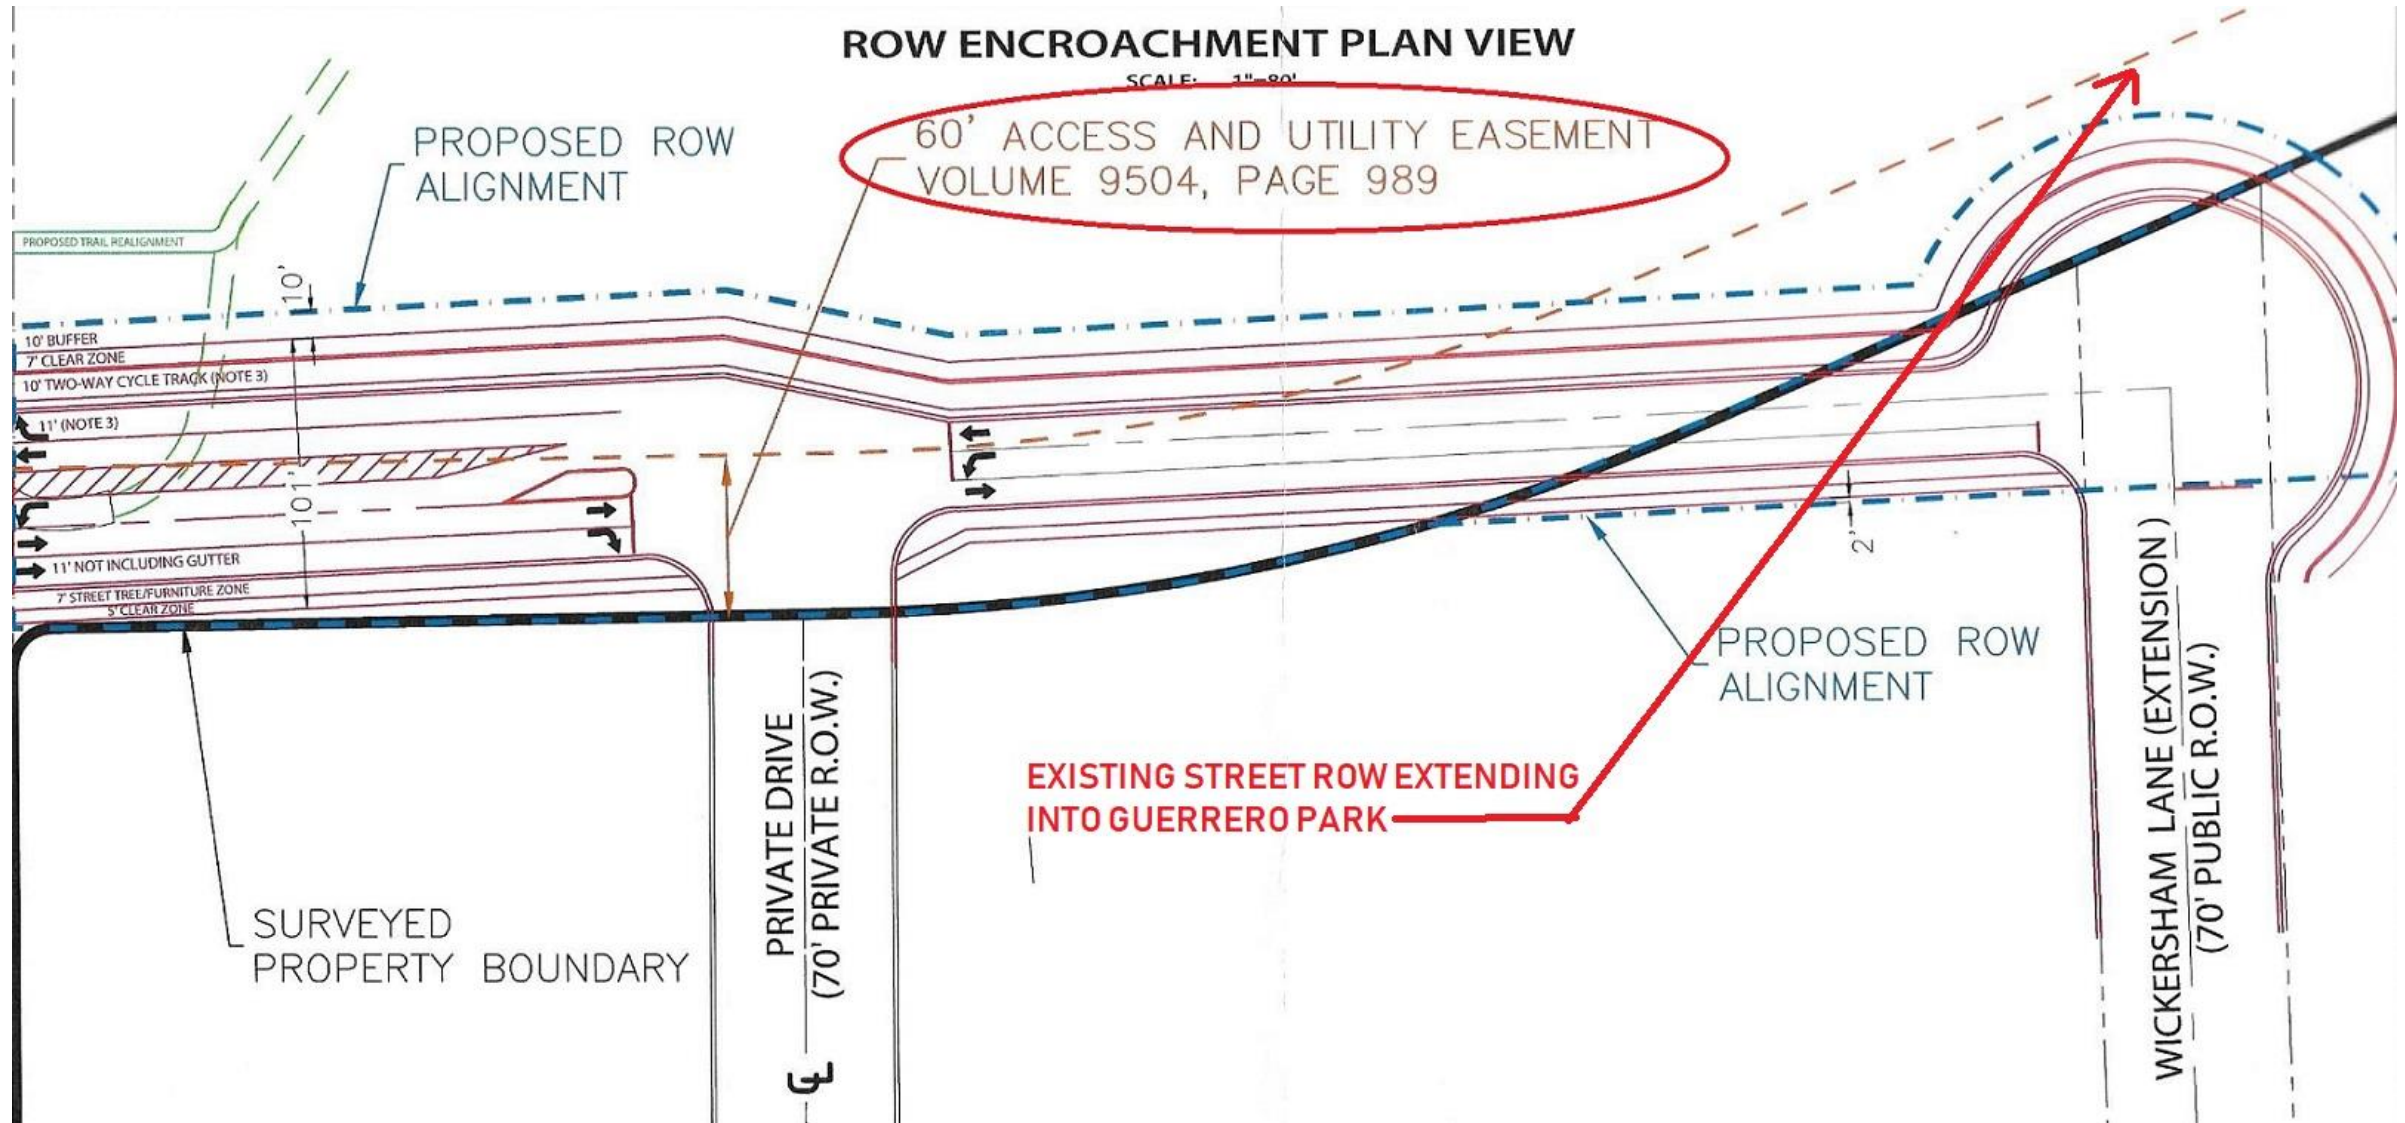 ROW ENCROACHMENT PLAN VIEW
SCALE: 1"=80'
60' ACCESS AND UTILITY EASEMENT
VOLUME 9504, PAGE 989
PROPOSED ROW
ALIGNMENT
PROPOSED TRAIL REALIGNMENT
10'
10' BUFFER
7' CLEAR ZONE
10' TWO-WAY CYCLE TRACK (NOTE 3)
11' (NOTE 3)
101'
11' NOT INCLUDING GUTTER
7' STREET TREE/FURNITURE ZONE
5' CLEAR ZONE
2'
PROPOSED ROW
ALIGNMENT
EXISTING STREET ROW EXTENDING
INTO GUERRERO PARK
SURVEYED
PROPERTY BOUNDARY
PRIVATE DRIVE
(70' PRIVATE R.O.W.)
WICKERSHAM LANE (EXTENSION)
(70' PUBLIC R.O.W.)